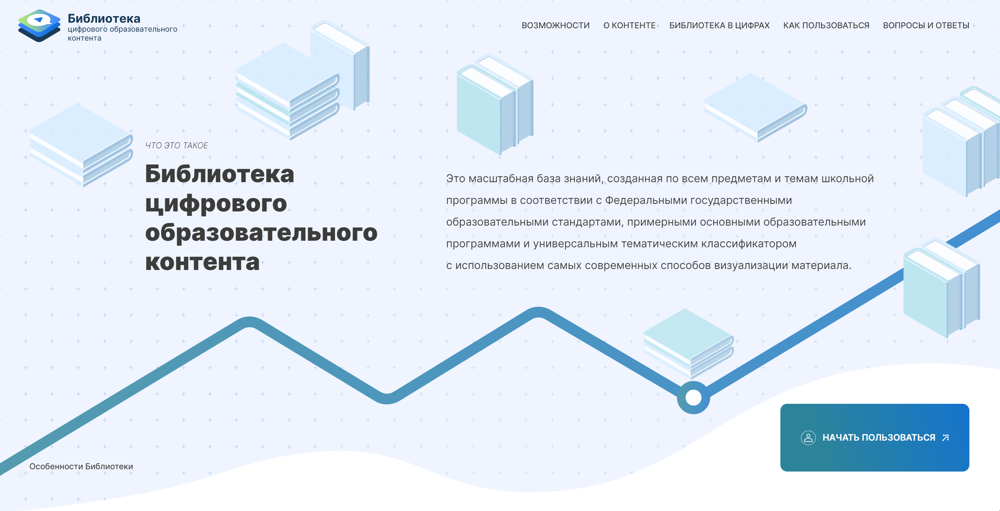 Библиотека
цифрового образовательного
контента
ВОЗМОЖНОСТИ
О КОНТЕНТЕ
БИБЛИОТЕКА В ЦИФРАХ
КАК ПОЛЬЗОВАТЬСЯ
ВОПРОСЫ И ОТВЕТЫ
ЧТО ЭТО ТАКОЕ
Библиотека
цифрового
образовательного
контента
Это масштабная база знаний, созданная по всем предметам и темам школьной
программы в соответствии с Федеральными государственными
образовательными стандартами, примерными основными образовательными
программами и универсальным тематическим классификатором
с использованием самых современных способов визуализации материала.
НАЧАТЬ ПОЛЬЗОВАТЬСЯ
Особенности Библиотеки